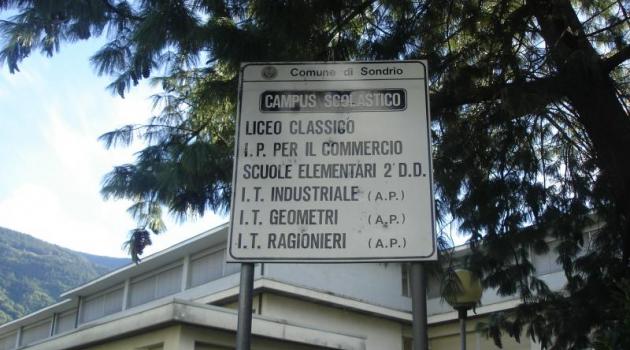 Comune di Sondrio
CAMPUS SCOLASTICO
LICEO CLASSICO
I.P. PER IL COMMERCIO
SCUOLE ELEMENTARI 2° D.D.
I.T. INDUSTRIALE (A.P.)
I.T. GEOMETRI (A.P.)
I.T. RAGIONIERI (A.P.)